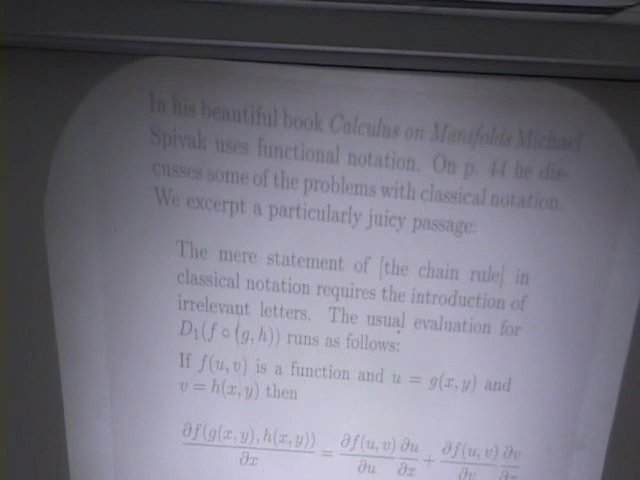 In his beautiful book Calculus on Manifolds Michael
Spivak uses functional notation. On p. 44 he dis-
cusses some of the problems with classical notation.
We excerpt a particularly juicy passage:
The mere statement of [the chain rule] in
classical notation requires the introduction of
irrelevant letters. The usual evaluation for
D₁(f ∘ (g, h)) runs as follows:
If f(u, v) is a function and u = g(x, y) and
v = h(x, y) then
∂f(g(x, y), h(x, y))/∂x = ∂f(u, v)/∂u ∂u/∂x + ∂f(u, v)/∂v ∂v/∂x